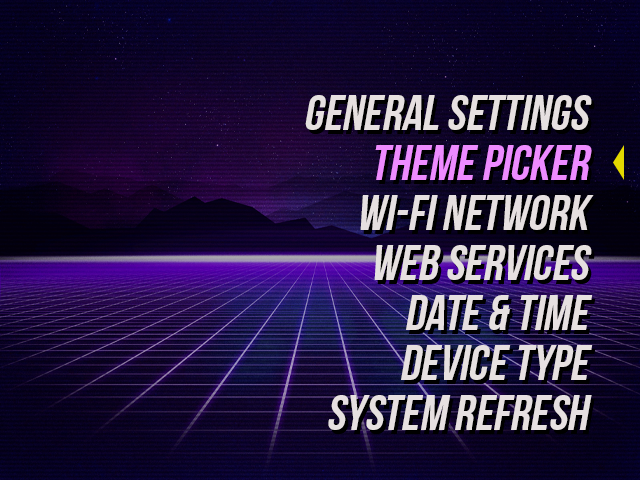 GENERAL SETTINGS
THEME PICKER
WI-FI NETWORK
WEB SERVICES
DATE & TIME
DEVICE TYPE
SYSTEM REFRESH